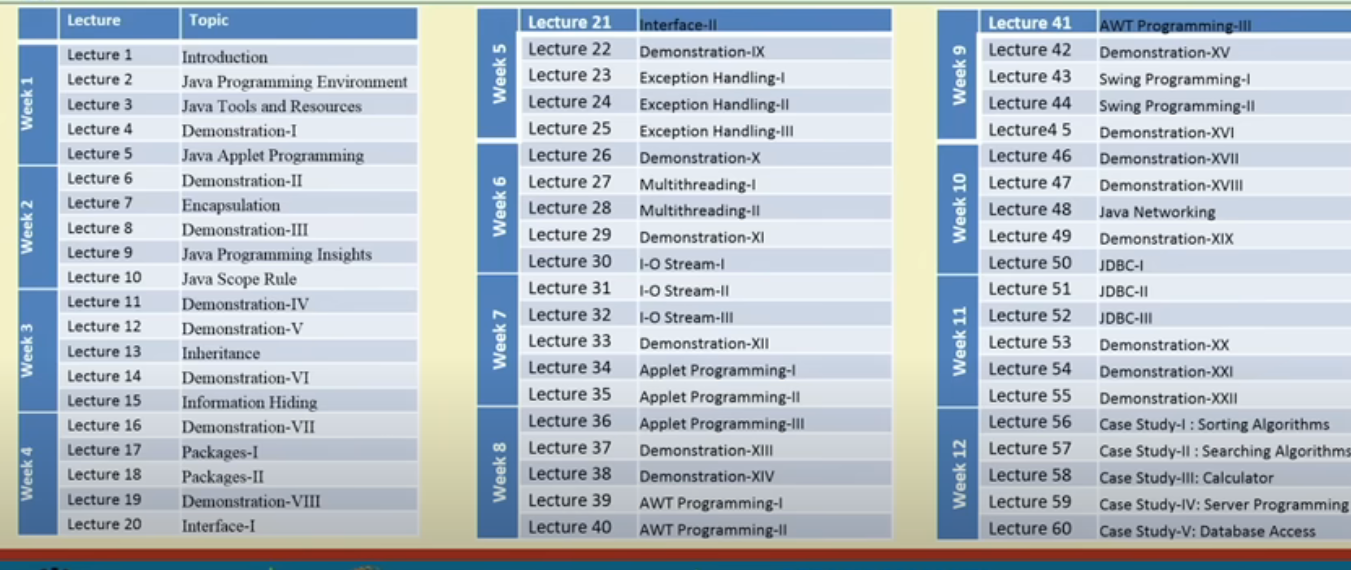 Lecture Topic
Week 1
Lecture 1 Introduction
Lecture 2 Java Programming Environment
Lecture 3 Java Tools and Resources
Lecture 4 Demonstration-I
Lecture 5 Java Applet Programming
Week 2
Lecture 6 Demonstration-II
Lecture 7 Encapsulation
Lecture 8 Demonstration-III
Lecture 9 Java Programming Insights
Lecture 10 Java Scope Rule
Week 3
Lecture 11 Demonstration-IV
Lecture 12 Demonstration-V
Lecture 13 Inheritance
Lecture 14 Demonstration-VI
Lecture 15 Information Hiding
Week 4
Lecture 16 Demonstration-VII
Lecture 17 Packages-I
Lecture 18 Packages-II
Lecture 19 Demonstration-VIII
Lecture 20 Interface-I
Week 5
Lecture 21 Interface-II
Lecture 22 Demonstration-IX
Lecture 23 Exception Handling-I
Lecture 24 Exception Handling-II
Lecture 25 Exception Handling-III
Week 6
Lecture 26 Demonstration-X
Lecture 27 Multithreading-I
Lecture 28 Multithreading-II
Lecture 29 Demonstration-XI
Lecture 30 I-O Stream-I
Week 7
Lecture 31 I-O Stream-II
Lecture 32 I-O Stream-III
Lecture 33 Demonstration-XII
Lecture 34 Applet Programming-I
Lecture 35 Applet Programming-II
Week 8
Lecture 36 Applet Programming-III
Lecture 37 Demonstration-XIII
Lecture 38 Demonstration-XIV
Lecture 39 AWT Programming-I
Lecture 40 AWT Programming-II
Week 9
Lecture 41 AWT Programming-III
Lecture 42 Demonstration-XV
Lecture 43 Swing Programming-I
Lecture 44 Swing Programming-II
Lecture4 5 Demonstration-XVI
Week 10
Lecture 46 Demonstration-XVII
Lecture 47 Demonstration-XVIII
Lecture 48 Java Networking
Lecture 49 Demonstration-XIX
Lecture 50 JDBC-I
Week 11
Lecture 51 JDBC-II
Lecture 52 JDBC-III
Lecture 53 Demonstration-XX
Lecture 54 Demonstration-XXI
Lecture 55 Demonstration-XXII
Week 12
Lecture 56 Case Study-I : Sorting Algorithms
Lecture 57 Case Study-II : Searching Algorithms
Lecture 58 Case Study-III: Calculator
Lecture 59 Case Study-IV: Server Programming
Lecture 60 Case Study-V: Database Access